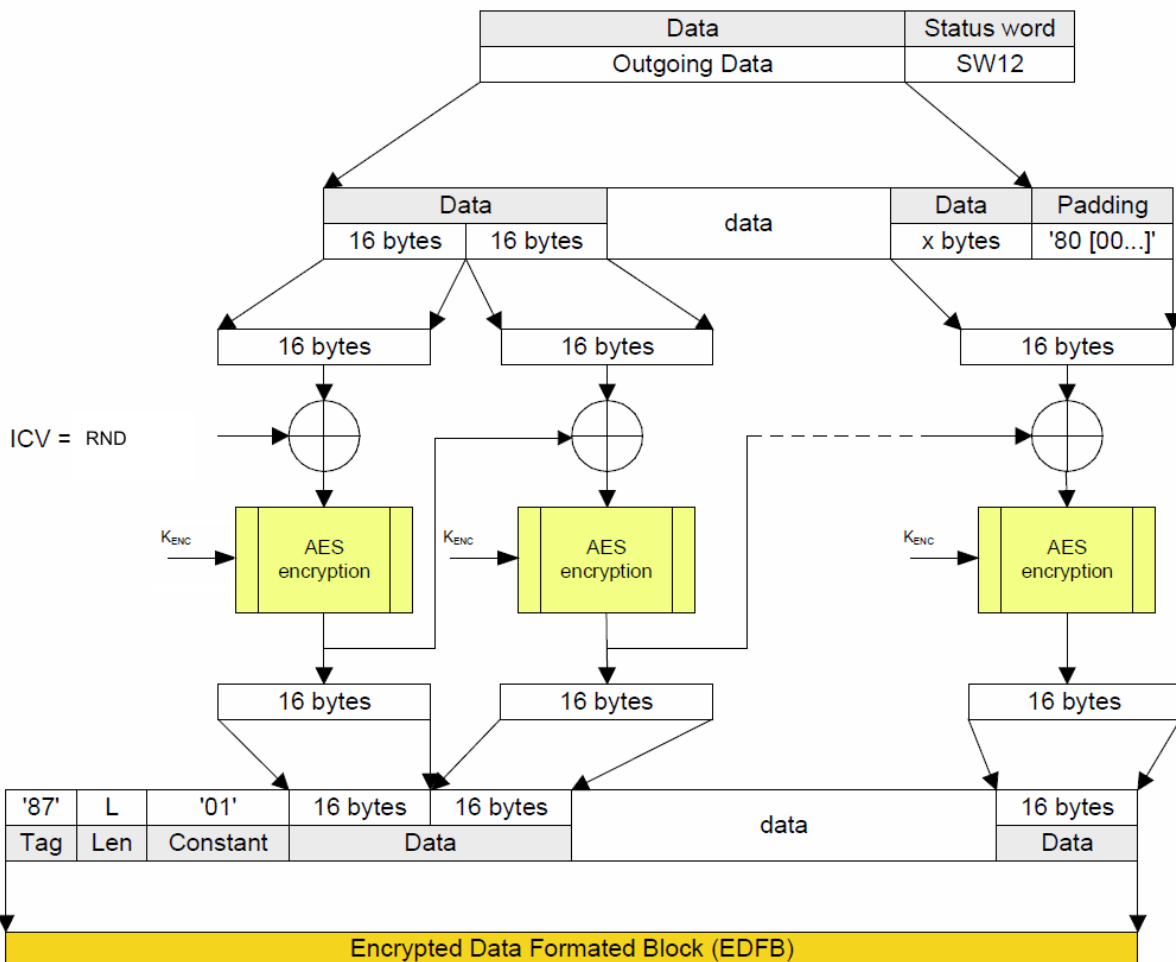 Data Status word
Outgoing Data SW12
Data data Data Padding
16 bytes 16 bytes x bytes '80 [00...]'
16 bytes 16 bytes 16 bytes
ICV = RND
KENC KENC KENC
AES encryption AES encryption AES encryption
16 bytes 16 bytes 16 bytes
'87' L '01' 16 bytes 16 bytes data 16 bytes
Tag Len Constant Data Data
Encrypted Data Formated Block (EDFB)